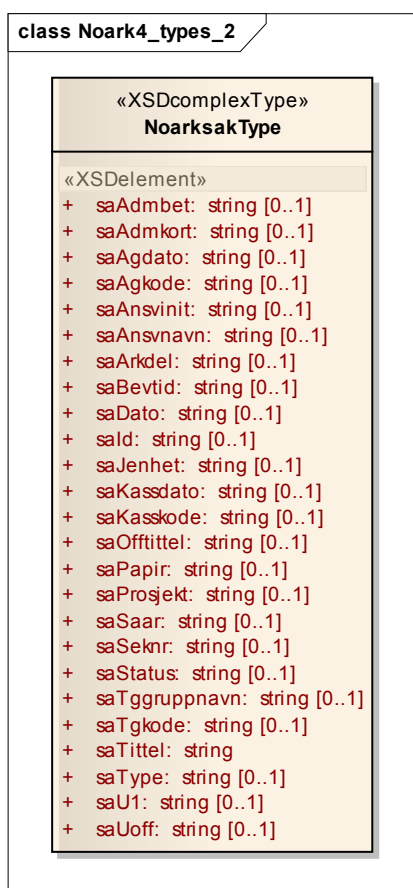 class Noark4_types_2
«XSDcomplexType»
NoarksakType
«XSDelement»
+ saAdmbet: string [0..1]
+ saAdmkort: string [0..1]
+ saAgdato: string [0..1]
+ saAgkode: string [0..1]
+ saAnsvinit: string [0..1]
+ saAnsvnavn: string [0..1]
+ saArkdel: string [0..1]
+ saBevtid: string [0..1]
+ saDato: string [0..1]
+ saId: string [0..1]
+ saJenhet: string [0..1]
+ saKassdato: string [0..1]
+ saKasskode: string [0..1]
+ saOfftittel: string [0..1]
+ saPapir: string [0..1]
+ saProsjekt: string [0..1]
+ saSaar: string [0..1]
+ saSeknr: string [0..1]
+ saStatus: string [0..1]
+ saTggruppnavn: string [0..1]
+ saTgkode: string [0..1]
+ saTittel: string
+ saType: string [0..1]
+ saU1: string [0..1]
+ saUoff: string [0..1]